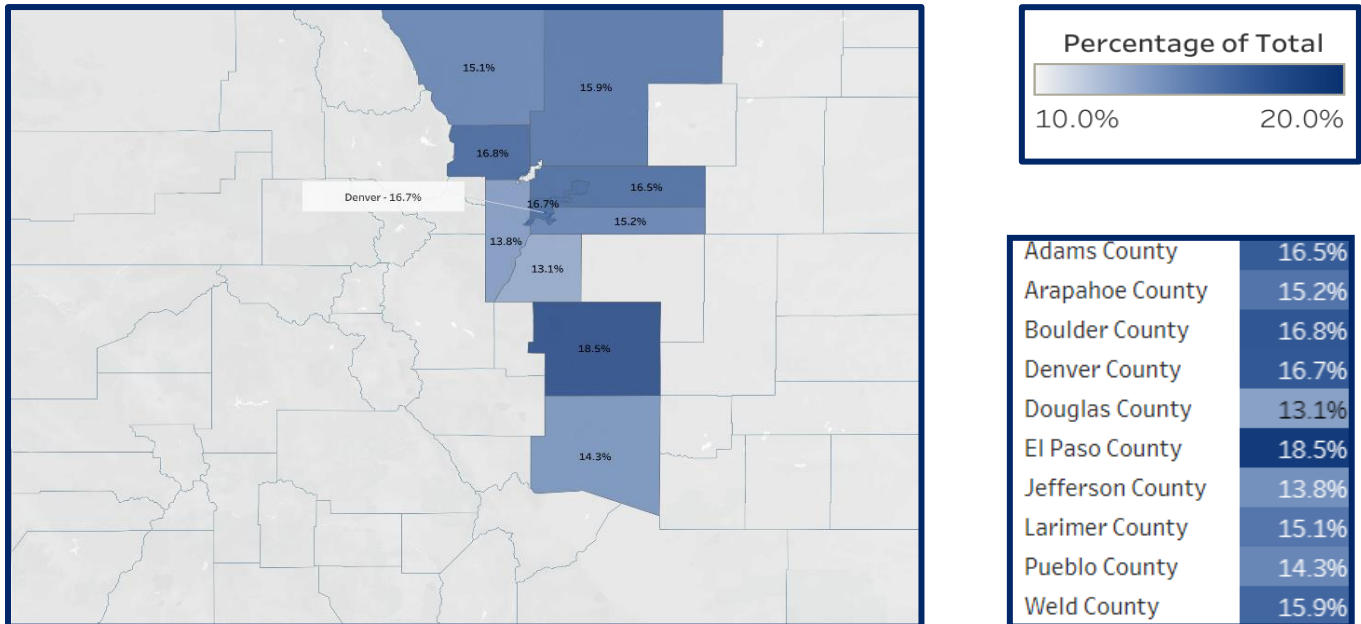 15.1%
15.9%
16.8%
16.5%
Denver - 16.7%
16.7%
15.2%
13.8%
13.1%
18.5%
14.3%
Percentage of Total
10.0% 20.0%
Adams County 16.5%
Arapahoe County 15.2%
Boulder County 16.8%
Denver County 16.7%
Douglas County 13.1%
El Paso County 18.5%
Jefferson County 13.8%
Larimer County 15.1%
Pueblo County 14.3%
Weld County 15.9%